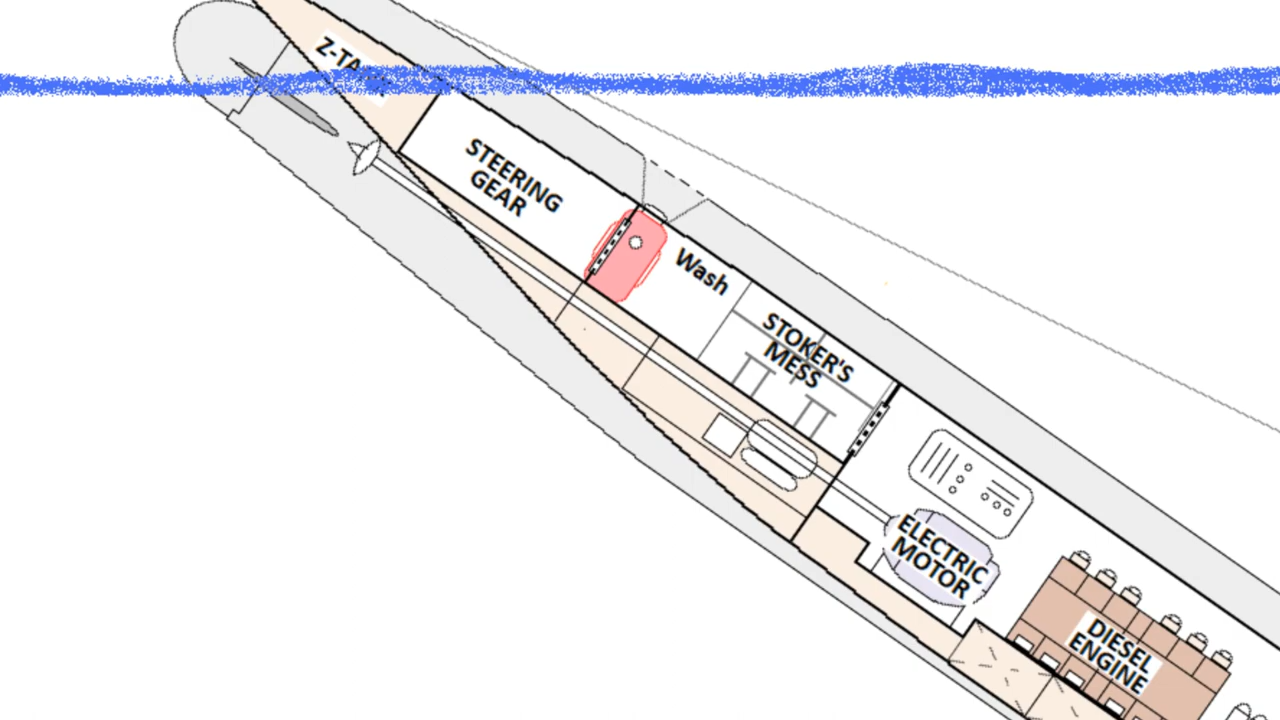 STEERING
GEAR
Wash
STOKER'S
MESS
ELECTRIC
MOTOR
DIESEL
ENGINE